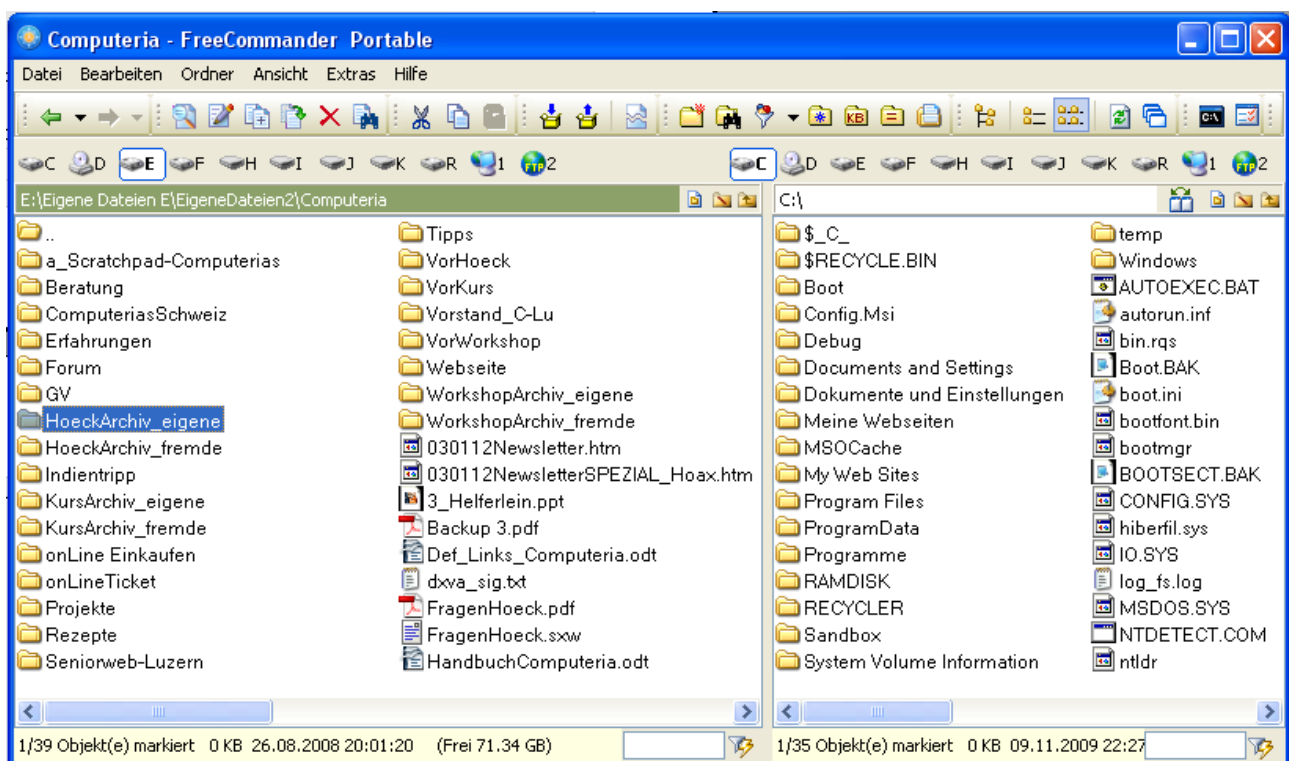 Computeria - FreeCommander Portable
Datei Bearbeiten Ordner Ansicht Extras Hilfe
KB C:\
C D E F H I J K R 1 FTP 2
C D E F H I J K R 1 FTP 2
E:\Eigene Dateien E\EigeneDateien2\Computeria
..
a_Scratchpad-Computerias
Beratung
ComputeriasSchweiz
Erfahrungen
Forum
GV
HoeckArchiv_eigene
HoeckArchiv_fremde
Indientripp
KursArchiv_eigene
KursArchiv_fremde
onLine Einkaufen
onLineTicket
Projekte
Rezepte
Seniorweb-Luzern
Tipps
VorHoeck
VorKurs
Vorstand_C-Lu
VorWorkshop
Webseite
WorkshopArchiv_eigene
WorkshopArchiv_fremde
030112Newsletter.htm
030112NewsletterSPEZIAL_Hoax.htm
3_Helferlein.ppt
Backup 3.pdf
Def_Links_Computeria.odt
dxva_sig.txt
FragenHoeck.pdf
FragenHoeck.sxw
HandbuchComputeria.odt
1/39 Objekt(e) markiert 0 KB 26.08.2008 20:01:20 (Frei 71.34 GB)
C:\
$_C_
$RECYCLE.BIN
Boot
Config.Msi
Debug
Documents and Settings
Dokumente und Einstellungen
Meine Webseiten
MSOCache
My Web Sites
Program Files
ProgramData
Programme
RAMDISK
RECYCLER
Sandbox
System Volume Information
temp
Windows
AUTOEXEC.BAT
autorun.inf
bin.rqs
Boot.BAK
boot.ini
bootfont.bin
bootmgr
BOOTSECT.BAK
CONFIG.SYS
hiberfil.sys
IO.SYS
log_fs.log
MSDOS.SYS
NTDETECT.COM
ntldr
1/35 Objekt(e) markiert 0 KB 09.11.2009 22:27